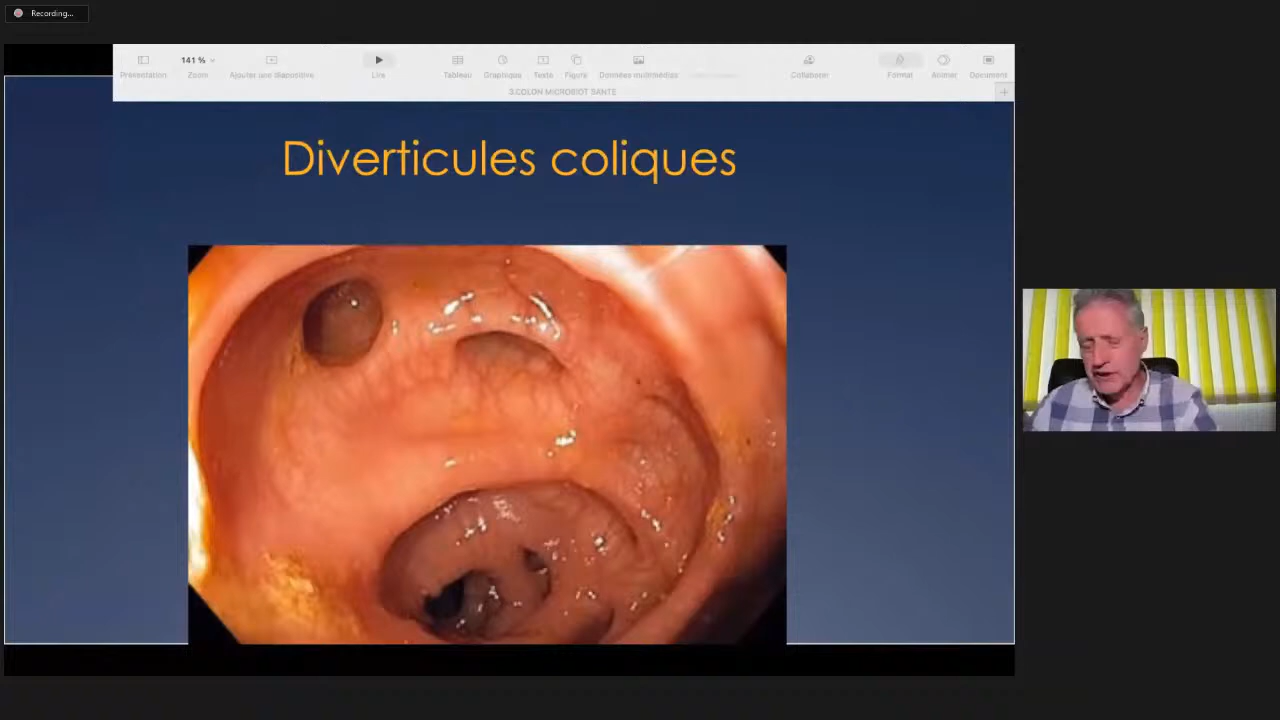 Recording...
141 %
Présentation Zoom Ajouter une diapositive Lire Tableau Graphique Texte Figure Données multimédias Collaborer Format Animer Document
3.COLON MICROBIOT SANTE
Diverticules coliques